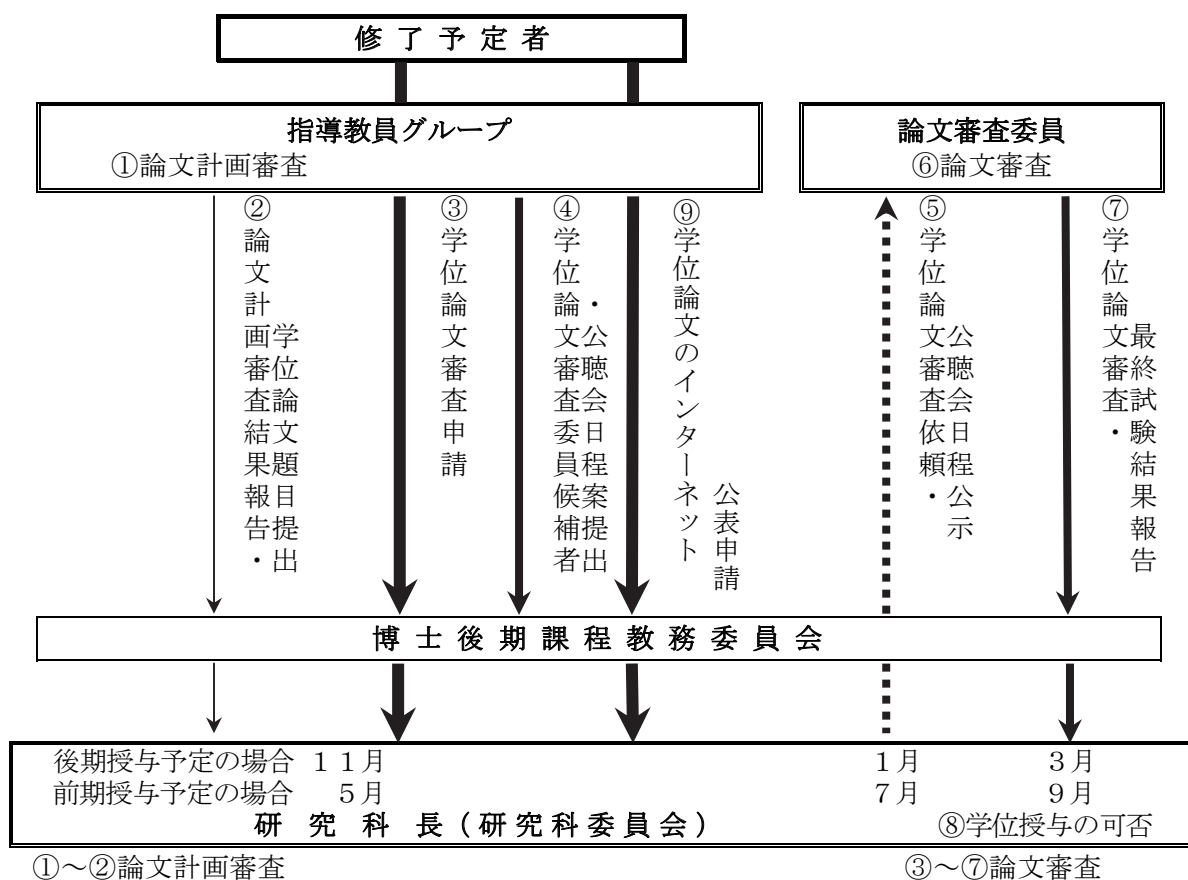 修了予定者
指導教員グループ
①論文計画審査
論文審査委員
⑥論文審査
②論文計画審査結果報告・
学位論文題目提出
③学位論文審査申請
④学位論文審査委員候補者
・公聴会日程案提出
⑨学位論文のインターネット
公表申請
⑤学位論文審査依頼・
公聴会日程公示
⑦学位論文審査・
最終試験結果報告
博士後期課程教務委員会
後期授与予定の場合 11月 1月 3月
前期授与予定の場合 5月 7月 9月
研究科長(研究科委員会) ⑧学位授与の可否
①~②論文計画審査 ③~⑦論文審査